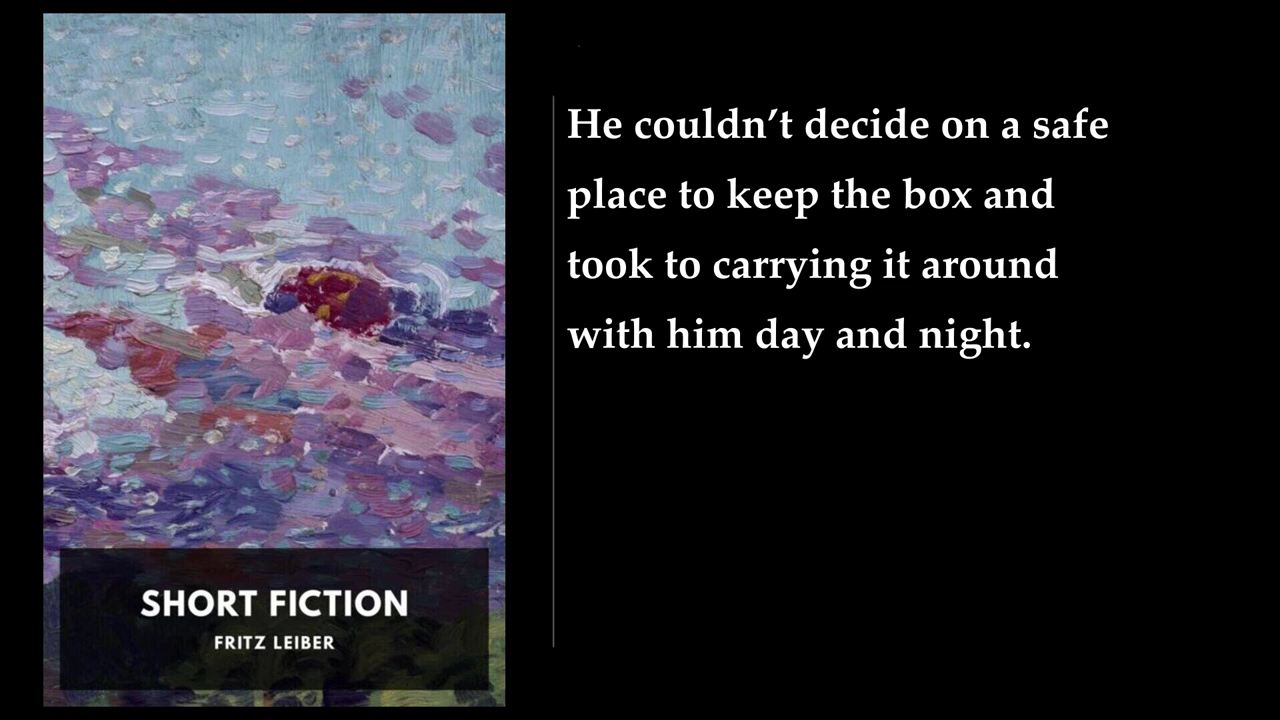 SHORT FICTION
FRITZ LEIBER
He couldn’t decide on a safe
place to keep the box and
took to carrying it around
with him day and night.